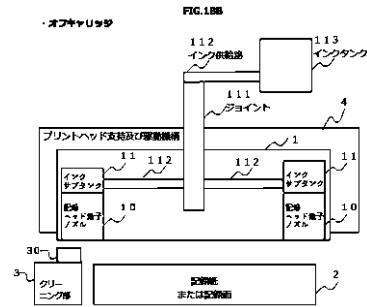 FIG.18B
・オフキャリッジ
112
インク供給路
113
インクタンク
111
ジョイント
4
プリントヘッド支持及び駆動機構
1
11
112
112
11
インク
サブタンク
インク
サブタンク
記録
ヘッド素子
ノズル
10
記録
ヘッド素子
ノズル
10
30
3
クリー
ニング部
記録紙
または記録面
2